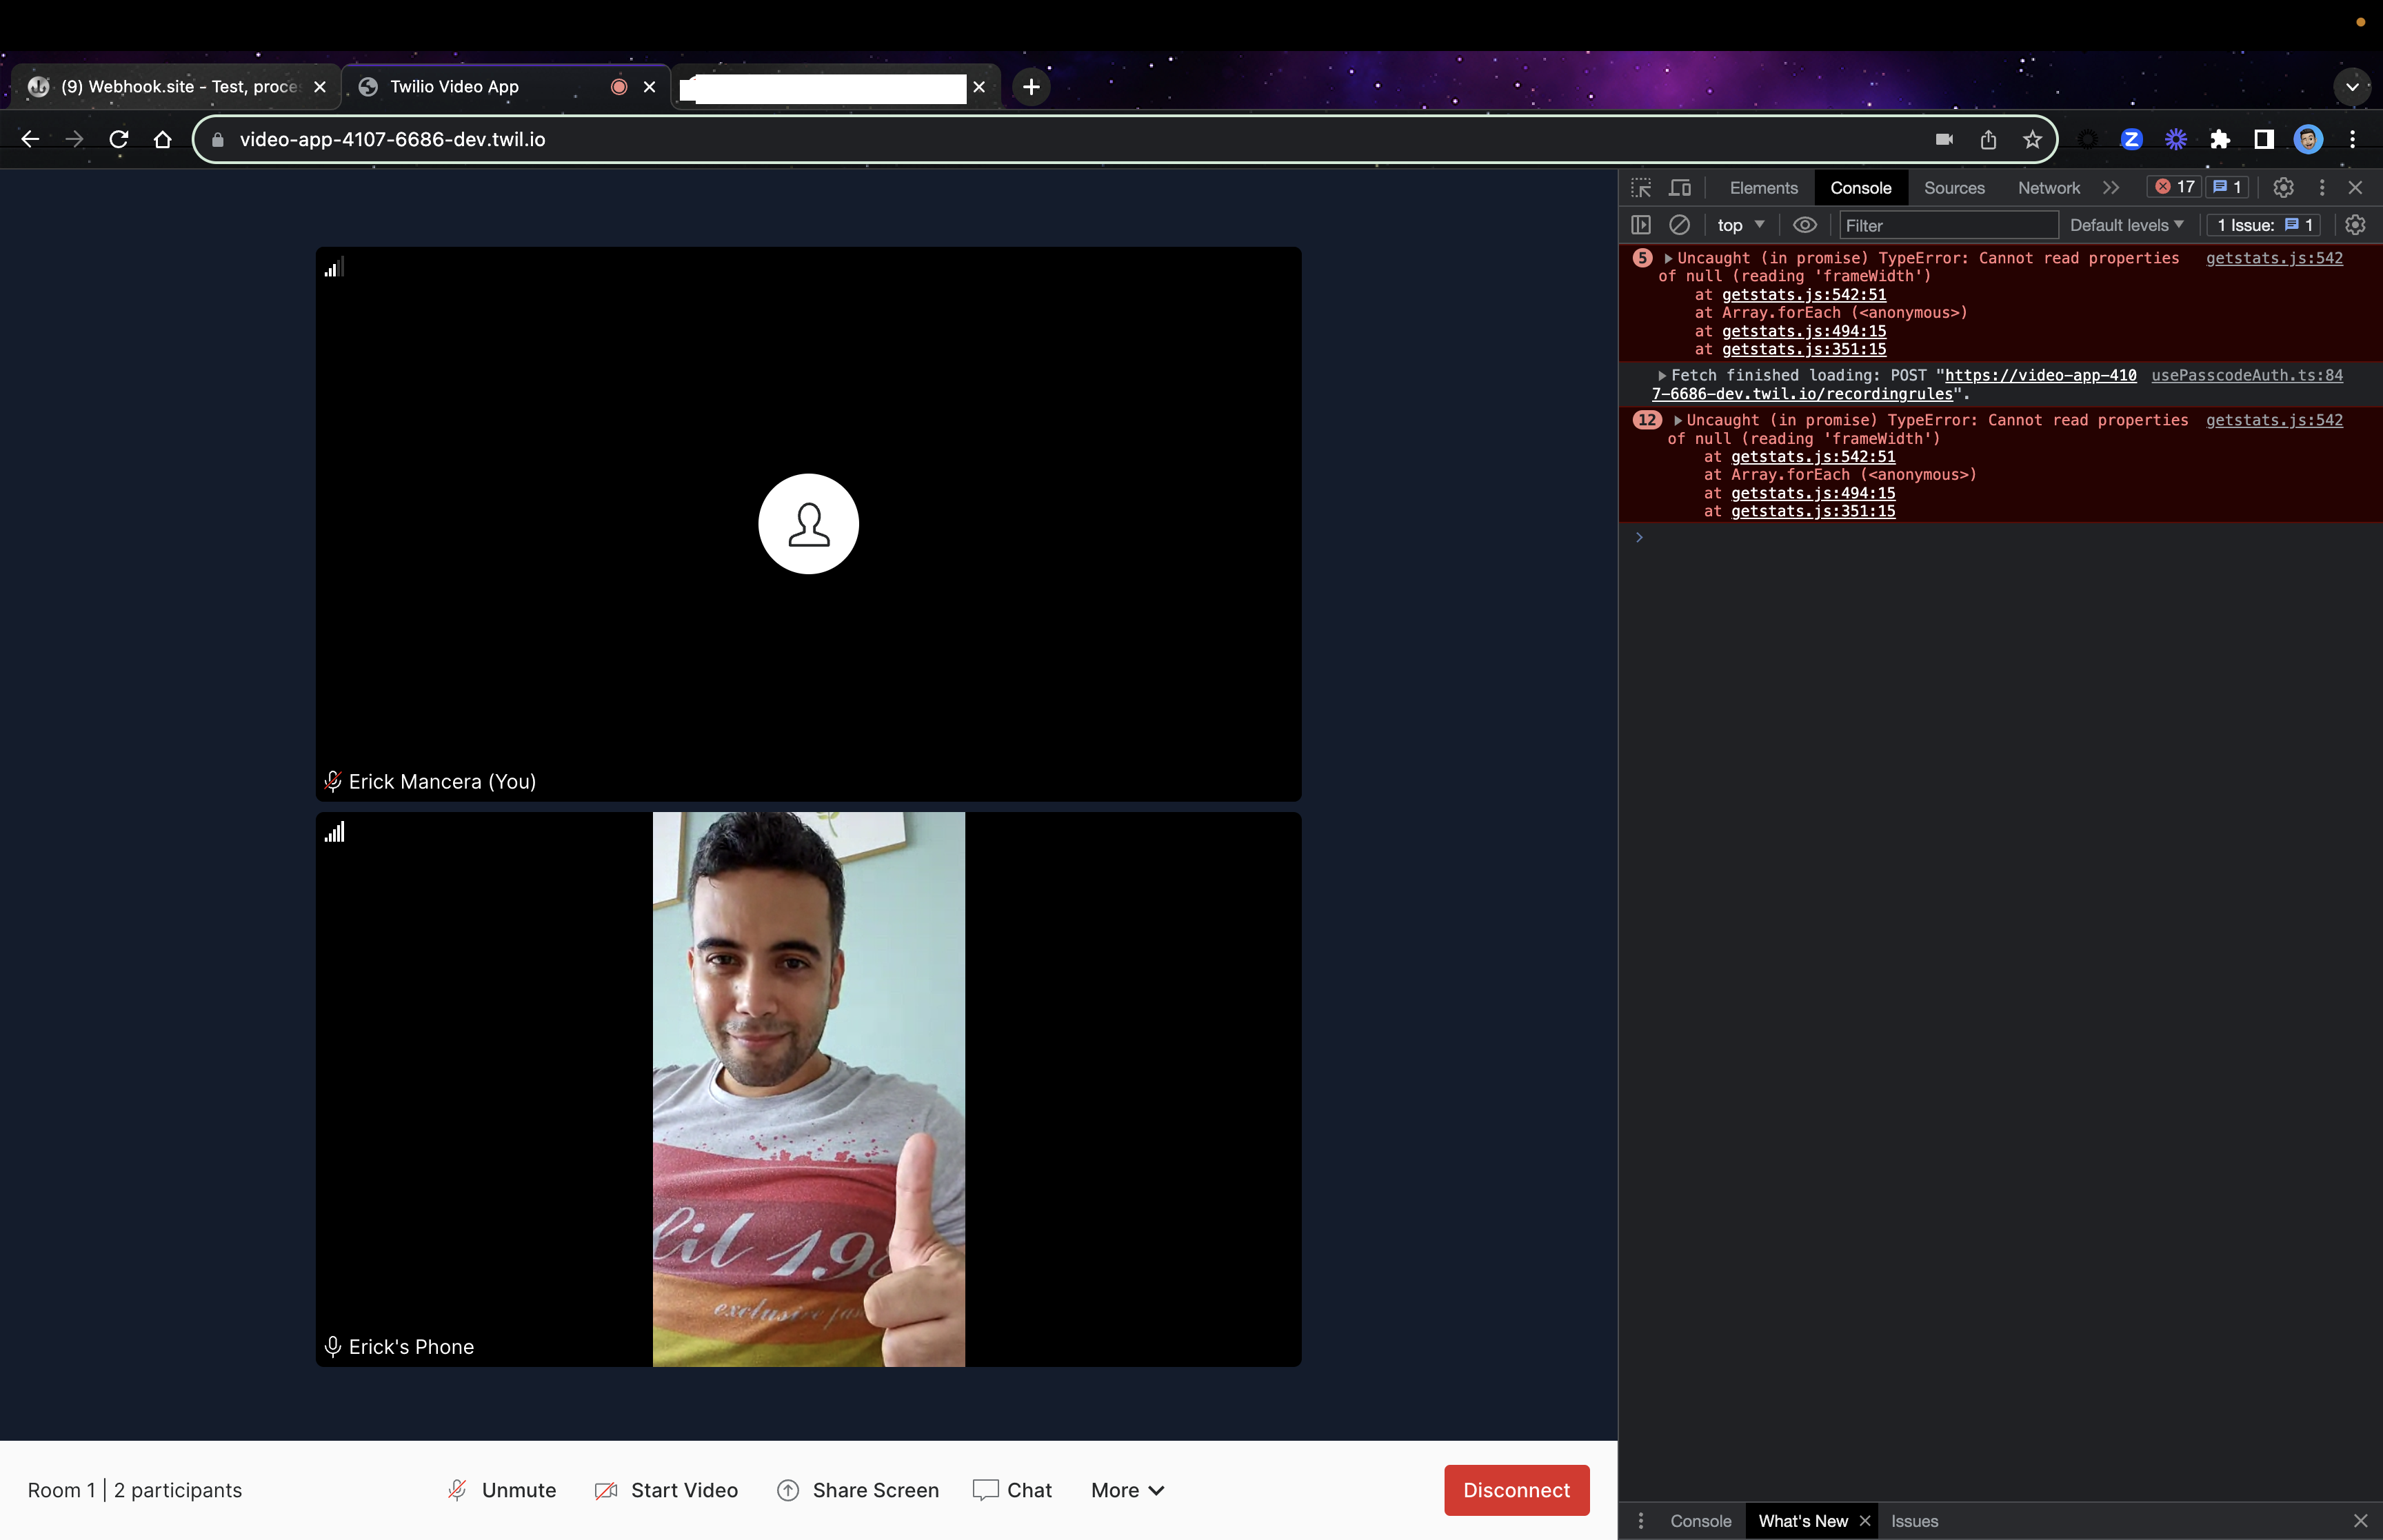 (9) Webhook.site - Test, proce
Twilio Video App
video-app-4107-6686-dev.twil.io
Elements
Console
Sources
Network
17
1
top
Filter
Default levels
1 Issue:
1
5
Uncaught (in promise) TypeError: Cannot read properties
getstats.js:542
of null (reading 'frameWidth')
at getstats.js:542:51
at Array.forEach (<anonymous>)
at getstats.js:494:15
at getstats.js:351:15
Fetch finished loading: POST "https://video-app-410
usePasscodeAuth.ts:84
7-6686-dev.twil.io/recordingrules".
12
Uncaught (in promise) TypeError: Cannot read properties
getstats.js:542
of null (reading 'frameWidth')
at getstats.js:542:51
at Array.forEach (<anonymous>)
at getstats.js:494:15
at getstats.js:351:15
Erick Mancera (You)
lil 19
exclusive
Erick's Phone
Room 1 | 2 participants
Unmute
Start Video
Share Screen
Chat
More
Disconnect
Console
What's New
Issues